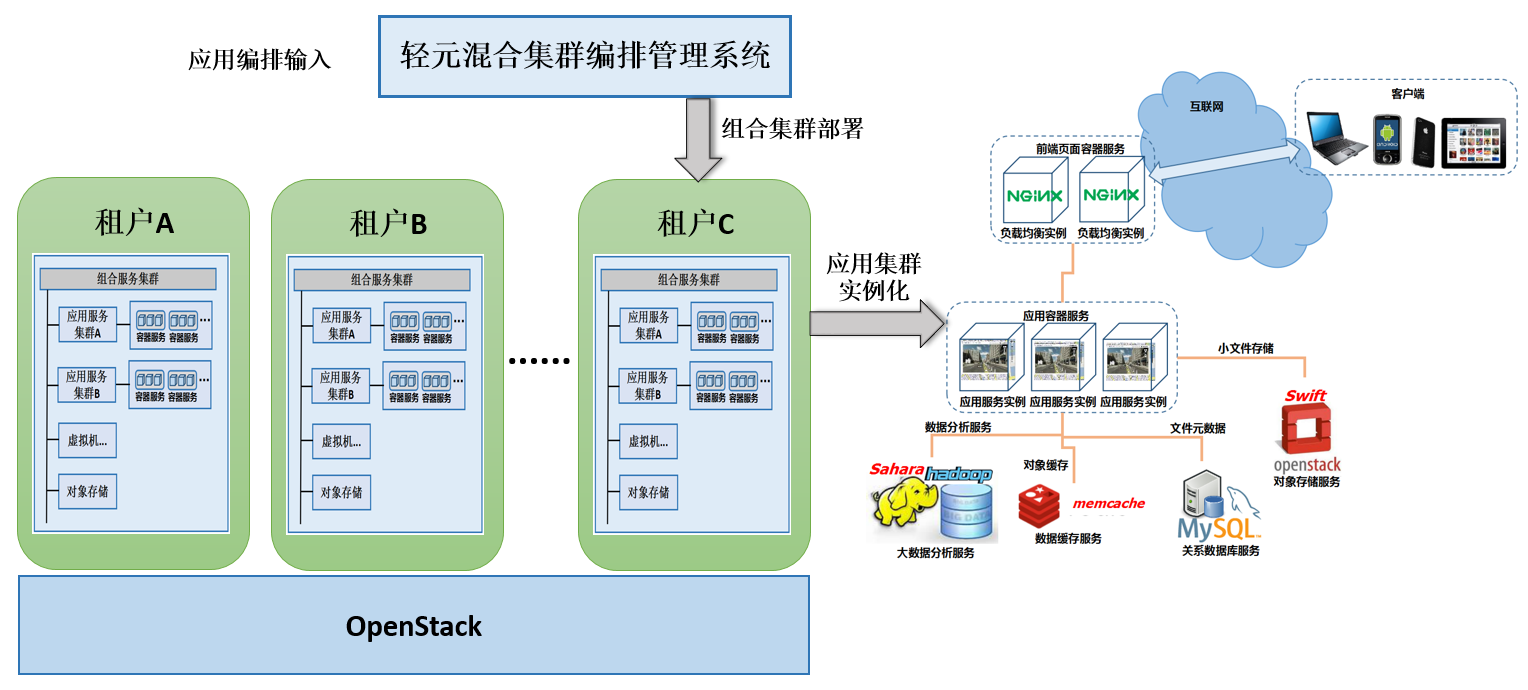 应用编排输入
轻元混合集群编排管理系统
组合集群部署
租户A
组合服务集群
应用服务
集群A
容器服务 容器服务
...
应用服务
集群B
容器服务 容器服务
...
虚拟机...
对象存储
租户B
组合服务集群
应用服务
集群A
容器服务 容器服务
...
应用服务
集群B
容器服务 容器服务
...
虚拟机...
对象存储
......
租户C
组合服务集群
应用服务
集群A
容器服务 容器服务
...
应用服务
集群B
容器服务 容器服务
...
虚拟机...
对象存储
OpenStack
应用集群
实例化
互联网
客户端
ANDROID
前端页面容器服务
NGiNX NGiNX
负载均衡实例 负载均衡实例
应用容器服务
应用服务实例 应用服务实例 应用服务实例
小文件存储
Swift
openstack
对象存储服务
数据分析服务
Sahara hadoop
BIG DATA
大数据分析服务
对象缓存
memcache
数据缓存服务
文件元数据
MySQL
关系数据库服务